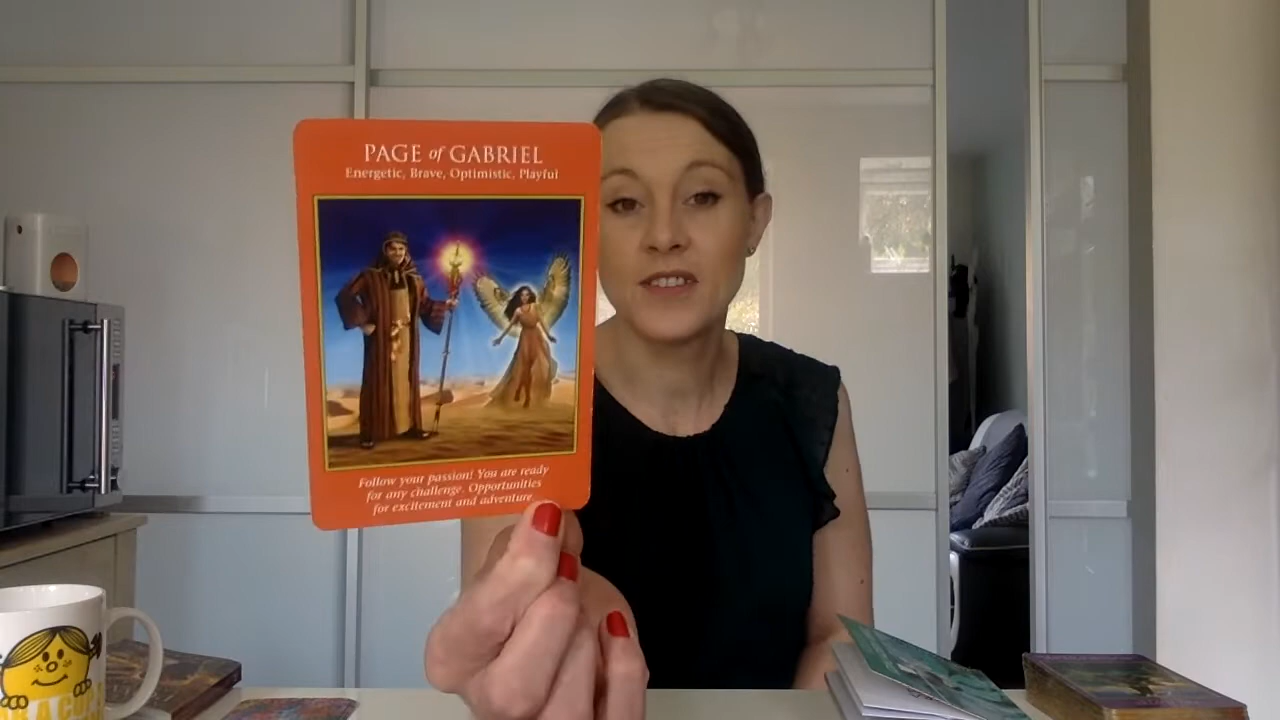 PAGE of GABRIEL
Energetic, Brave, Optimistic, Playful
Follow your passion! You are ready
for any challenge. Opportunities
for excitement and adventure